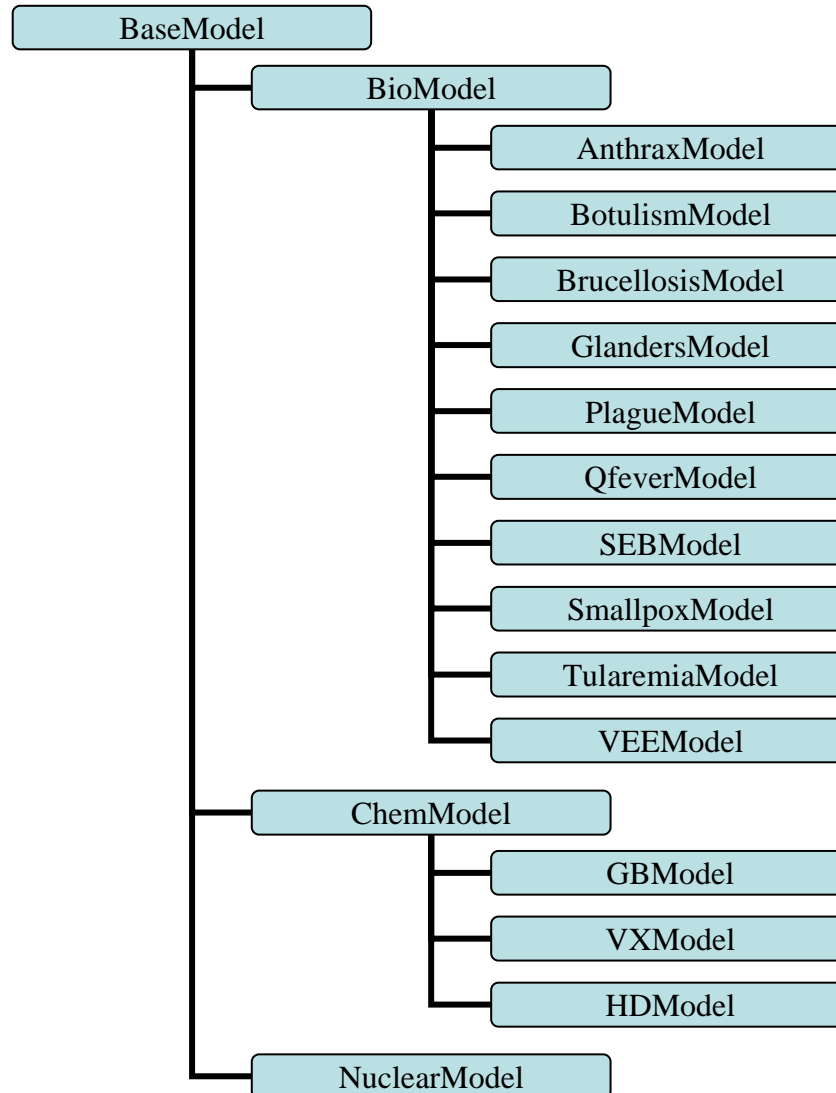 BaseModel
BioModel
AnthraxModel
BotulismModel
BrucellosisModel
GlandersModel
PlagueModel
QfeverModel
SEBModel
SmallpoxModel
TularemiaModel
VEEModel
ChemModel
GBModel
VXModel
HDModel
NuclearModel